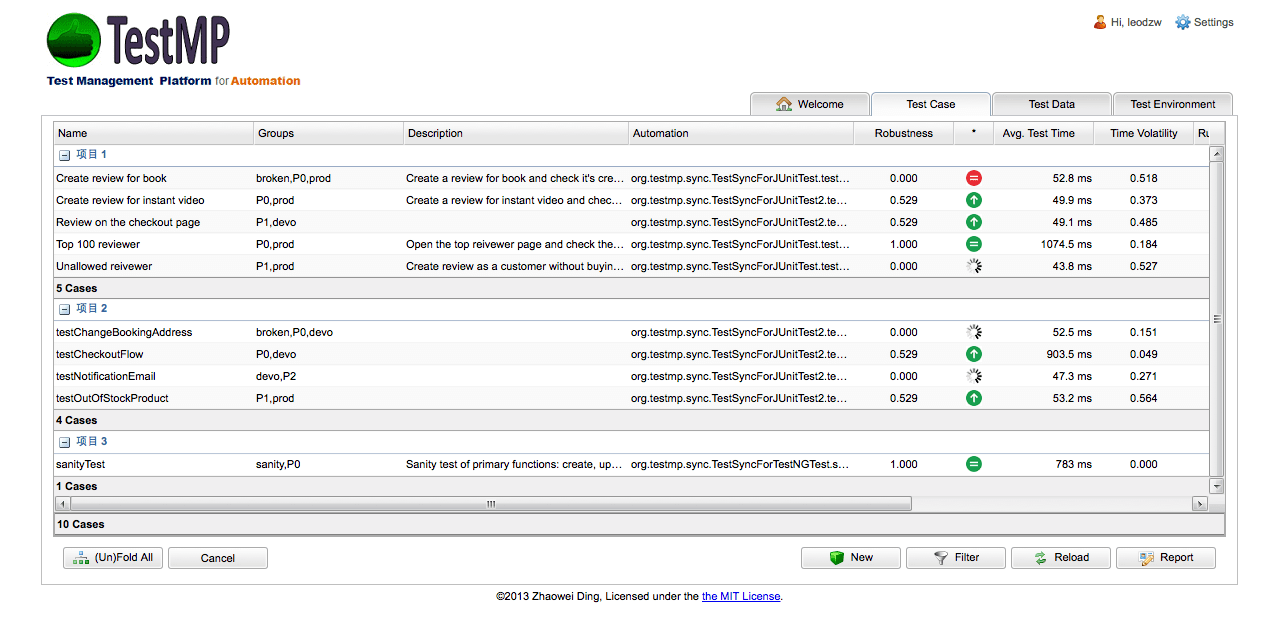 TestMP
Hi, leodzw Settings
Test Management Platform for Automation
Welcome Test Case Test Data Test Environment
Name Groups Description Automation Robustness * Avg. Test Time Time Volatility Ru
项目 1
Create review for book broken,P0,prod Create a review for book and check it's cre... org.testmp.sync.TestSyncForJUnitTest.test... 0.000 52.8 ms 0.518
Create review for instant video P0,prod Create a review for instant video and chec... org.testmp.sync.TestSyncForJUnitTest2.te... 0.529 49.9 ms 0.373
Review on the checkout page P1,devo org.testmp.sync.TestSyncForJUnitTest2.te... 0.529 49.1 ms 0.485
Top 100 reviewer P0,prod Open the top reivewer page and check the... org.testmp.sync.TestSyncForJUnitTest.test... 1.000 1074.5 ms 0.184
Unallowed reivewer P1,prod Create review as a customer without buyin... org.testmp.sync.TestSyncForJUnitTest.test... 0.000 43.8 ms 0.527
5 Cases
项目 2
testChangeBookingAddress broken,P0,devo org.testmp.sync.TestSyncForJUnitTest2.te... 0.000 52.5 ms 0.151
testCheckoutFlow P0,devo org.testmp.sync.TestSyncForJUnitTest2.te... 0.529 903.5 ms 0.049
testNotificationEmail devo,P2 org.testmp.sync.TestSyncForJUnitTest2.te... 0.000 47.3 ms 0.271
testOutOfStockProduct P1,prod org.testmp.sync.TestSyncForJUnitTest2.te... 0.529 53.2 ms 0.564
4 Cases
项目 3
sanityTest sanity,P0 Sanity test of primary functions: create, up... org.testmp.sync.TestSyncForTestNGTest.s... 1.000 783 ms 0.000
1 Cases
10 Cases
(Un)Fold All Cancel New Filter Reload Report
©2013 Zhaowei Ding, Licensed under the the MIT License.